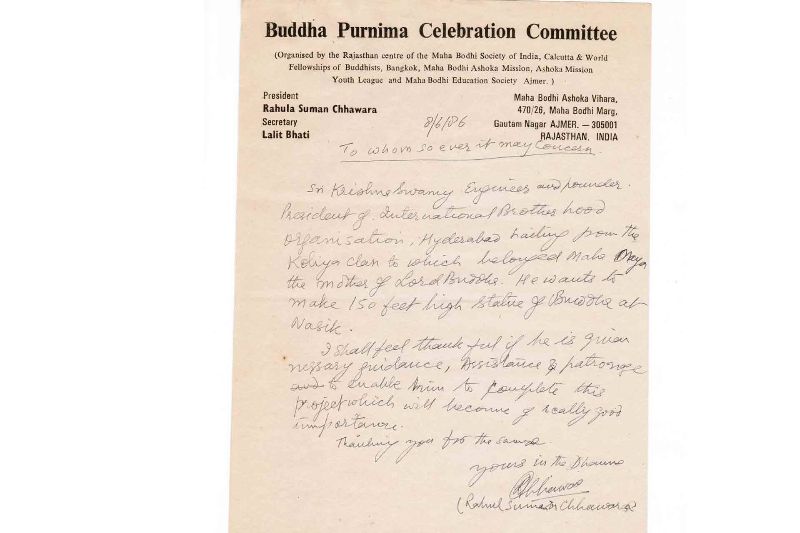 Buddha Purnima Celebration Committee
(Organised by the Rajasthan centre of the Maha Bodhi Society of India, Calcutta & World
Fellowships of Buddhists, Bangkok, Maha Bodhi Ashoka Mission, Ashoka Mission
Youth League and Maha Bodhi Education Society Ajmer. )
President
Rahula Suman Chhawara
Secretary
Lalit Bhati
Maha Bodhi Ashoka Vihara,
470/26, Maha Bodhi Marg,
Gautam Nagar AJMER. — 305001
RAJASTHAN. INDIA
8/6/86
To whom so ever it may Concern.
Sri Krishna Swamy Engineer and founder
President of International Brother hood
organisation, Hyderabad hailing from the
Koliya clan to which belonged Maha Maya
the mother of Lord Buddha. He wants to
make 150 feet high statue of Buddha at
Nasik.
I shall feel thankful if he is given
nessary guidance, Assistance & patronage
and to enable him to complete this
project which will become of really good
importance.
Thanking you for the same
yours in the Dhamma
(Rahul Suman Chhawara)